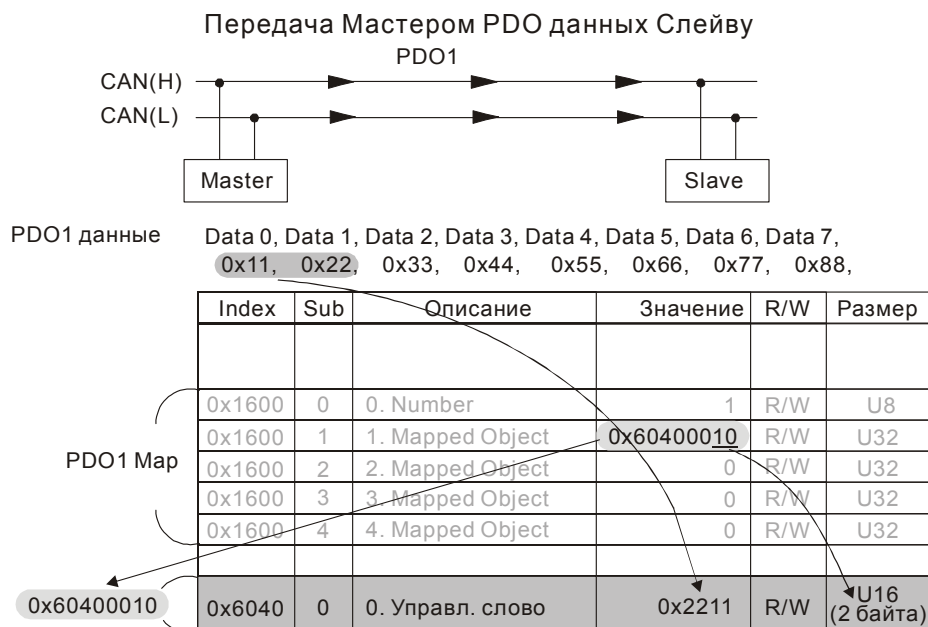 Передача Мастером PDO данных Слейву
PDO1
CAN(H)
CAN(L)
Master Slave
PDO1 данные Data 0, Data 1, Data 2, Data 3, Data 4, Data 5, Data 6, Data 7,
0x11, 0x22, 0x33, 0x44, 0x55, 0x66, 0x77, 0x88,
Index Sub Описание Значение R/W Размер
0x1600 0 0. Number 1 R/W U8
0x1600 1 1. Mapped Object 0x60400010 R/W U32
PDO1 Map
0x1600 2 2. Mapped Object 0 R/W U32
0x1600 3 3. Mapped Object 0 R/W U32
0x1600 4 4. Mapped Object 0 R/W U32
0x60400010 0x6040 0 0. Управл. слово 0x2211 R/W U16
(2 байта)